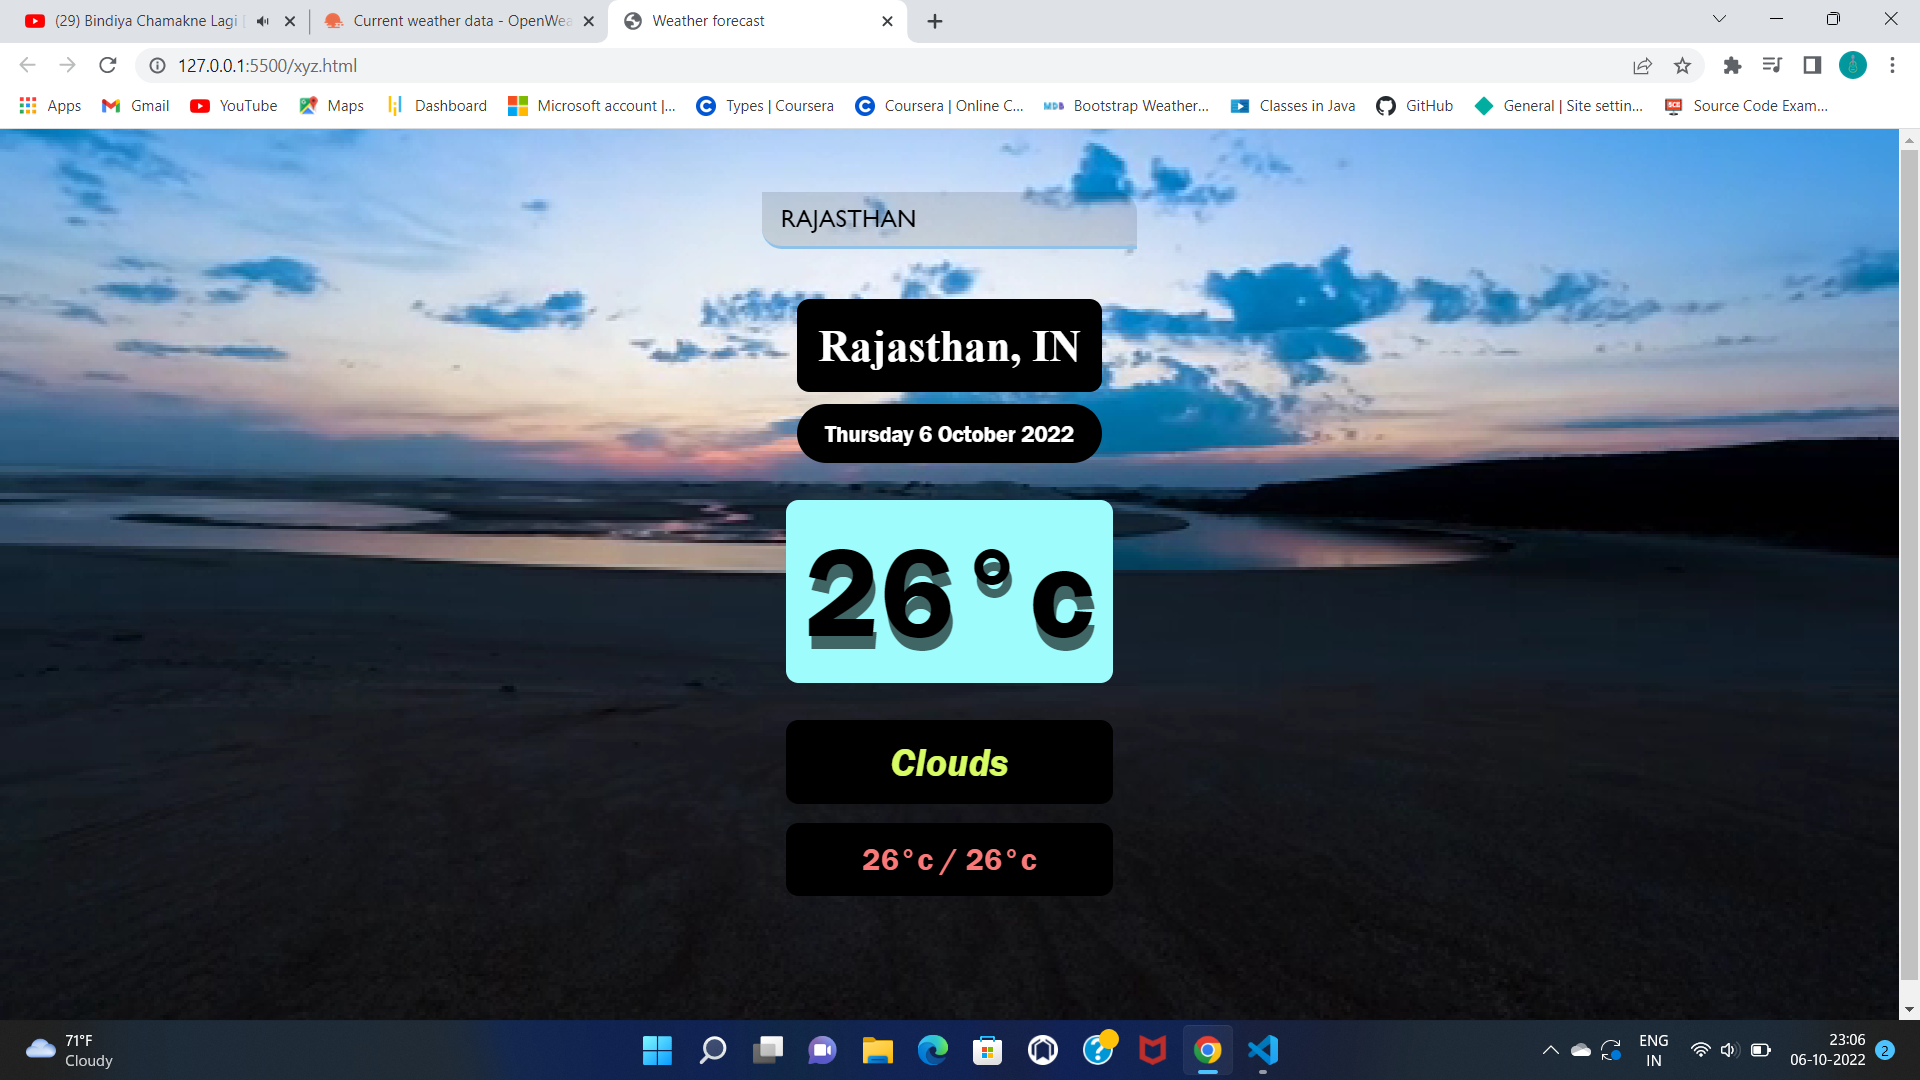 (29) Bindiya Chamakne Lagi
Current weather data - OpenWea
Weather forecast
127.0.0.1:5500/xyz.html
Apps
Gmail
YouTube
Maps
Dashboard
Microsoft account |...
Types | Coursera
Coursera | Online C...
MDB
Bootstrap Weather...
Classes in Java
GitHub
General | Site settin...
SCE
Source Code Exam...
RAJASTHAN
Rajasthan, IN
Thursday 6 October 2022
26°c
Clouds
26°c / 26°c
71°F
Cloudy
ENG
IN
23:06
06-10-2022
2